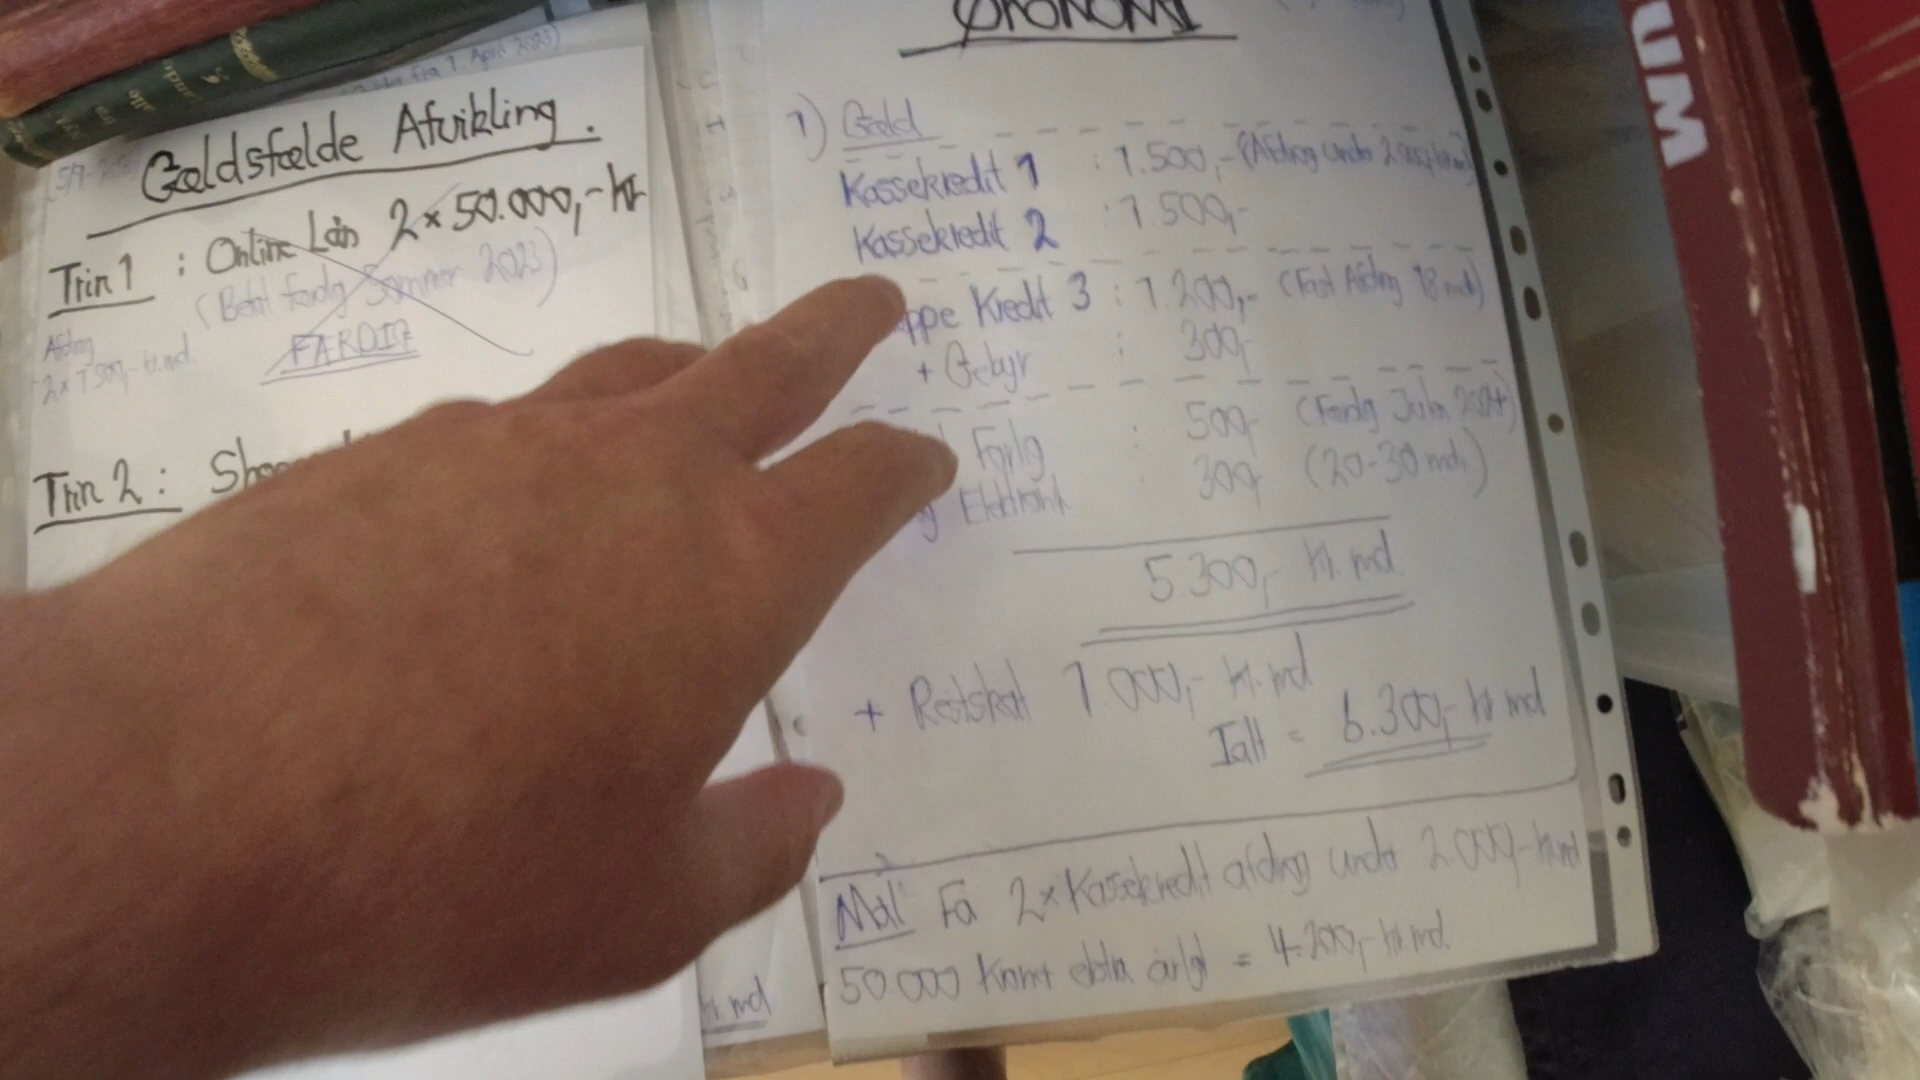 Gældsfælde Afvikling.
Trin 1 : Online Lån 2 x 50.000,- kr
(Betalt færdig Sommer 2023)
FÆRDIG
Afdrag
2 x 1.500,- kr. md.
Trin 2 :
kr. md
ØKONOMI
1) Gæld
Kassekredit 1 : 1.500,- (Afdrag under 2.000,- kr. md)
Kassekredit 2 : 1.500,-
Kredit 3 : 1.200,- (Fast Afdrag 18 md)
+ Gebyr : 300,-
: 500,-
Elektronik : 300,- (20-30 md.)
5.300,- kr. md.
+ Restskat 1.000,- kr. md
Ialt = 6.300,- kr md
Mål: Få 2 x Kassekredit afdrag under 2.000,- kr. md
50.000 kroner ekstra årligt = 4.200,- kr md.
UM